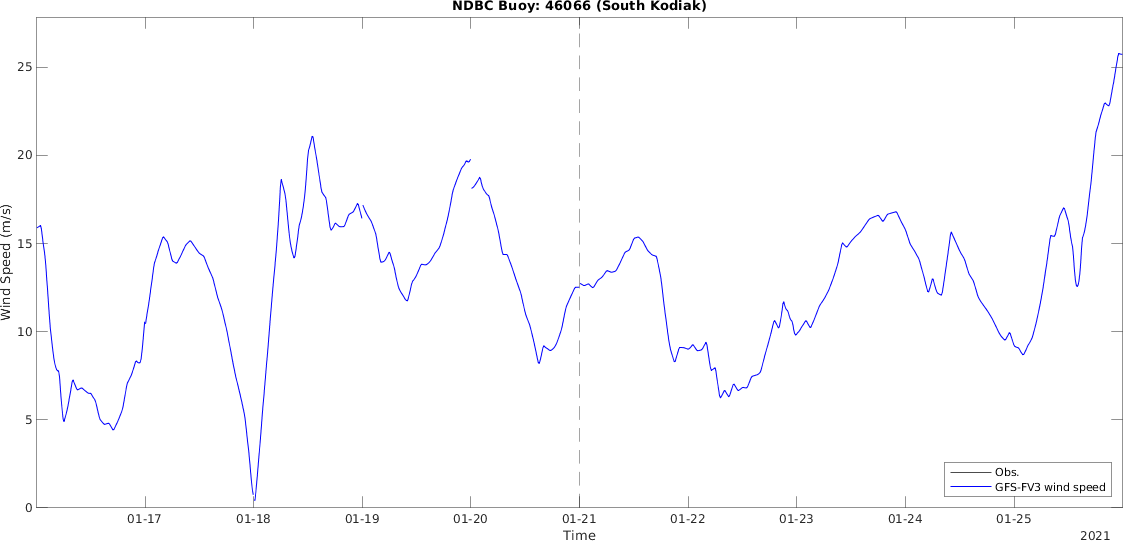 NDBC Buoy: 46066 (South Kodiak)
Wind Speed (m/s)
25
20
15
10
5
0
Obs.
GFS-FV3 wind speed
01-17 01-18 01-19 01-20 01-21 01-22 01-23 01-24 01-25
Time
2021